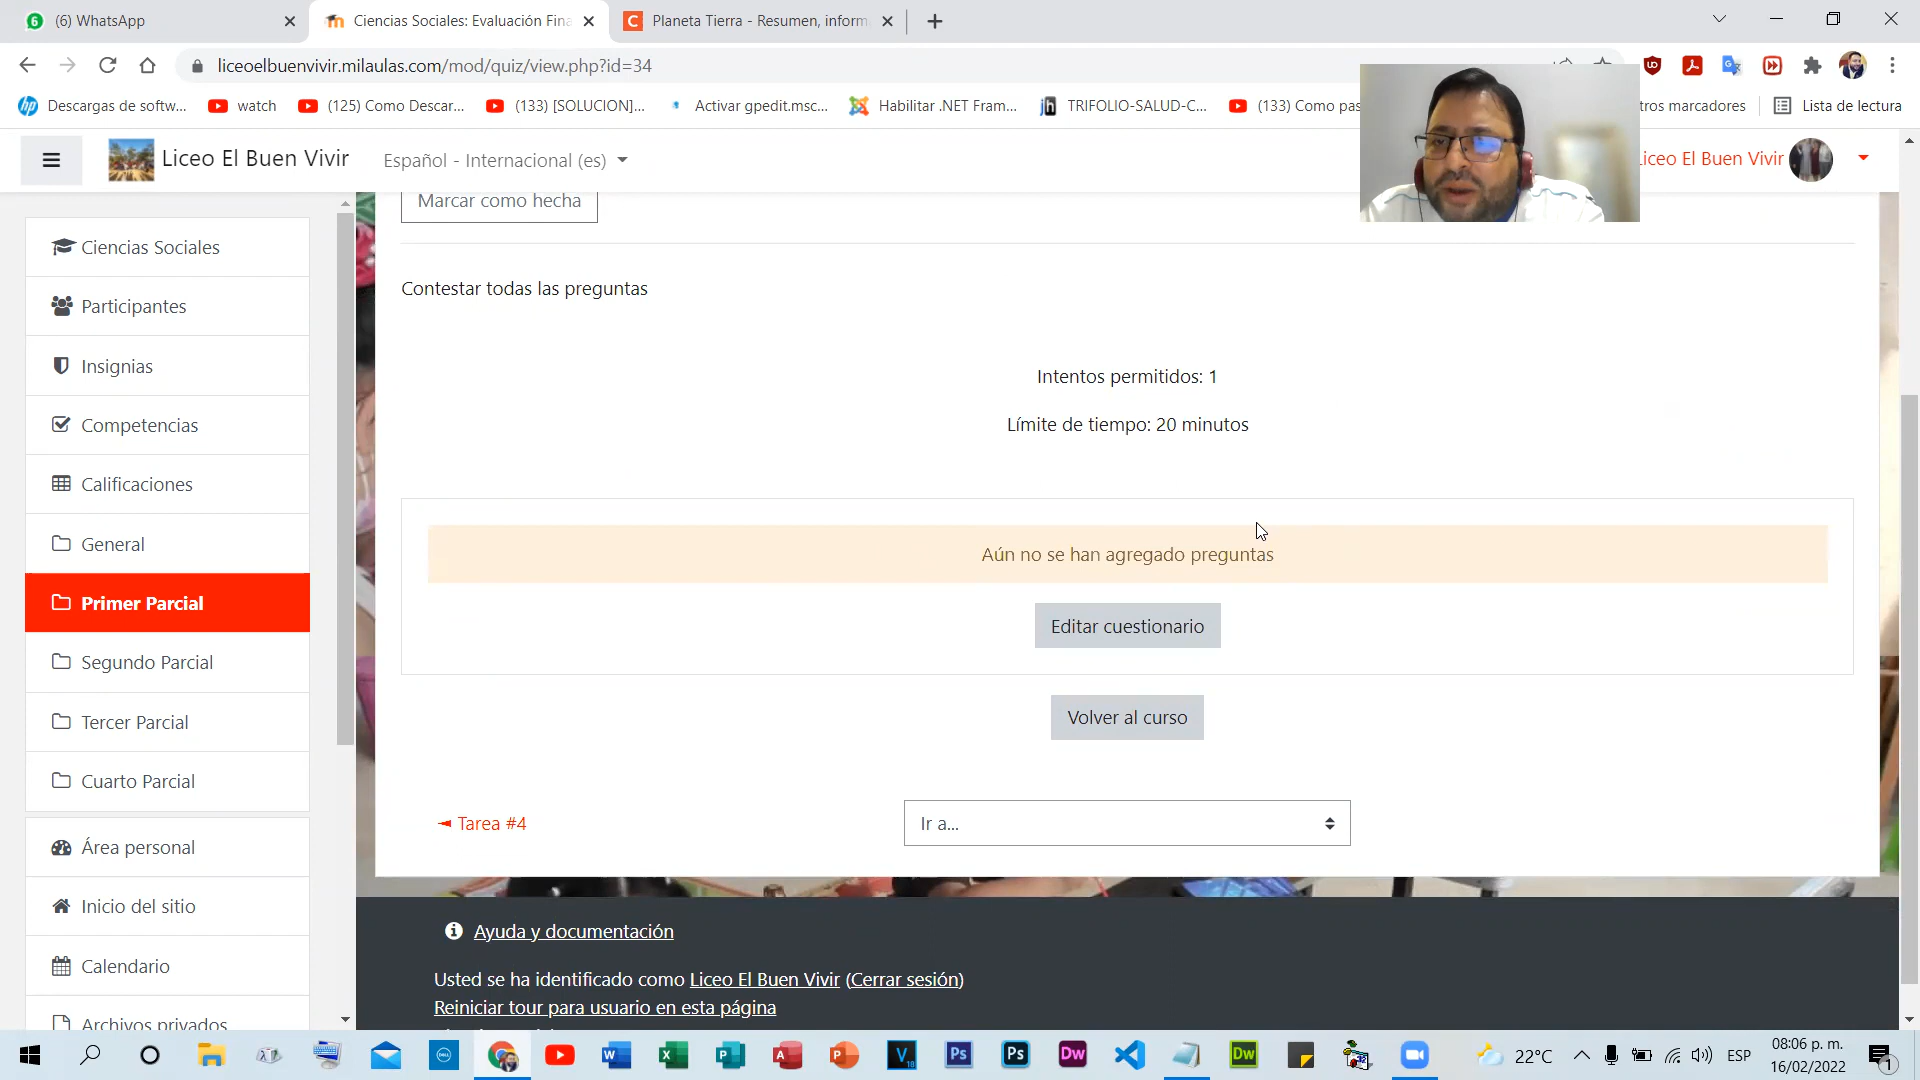 (6) WhatsApp
Ciencias Sociales: Evaluación Fina
Planeta Tierra - Resumen, inform
liceoelbuenvivir.milaulas.com/mod/quiz/view.php?id=34
Descargas de softw...
watch
(125) Como Descar...
(133) [SOLUCION]...
Activar gpedit.msc...
Habilitar .NET Fram...
TRIFOLIO-SALUD-C...
(133) Como pas
tros marcadores
Lista de lectura
Liceo El Buen Vivir
Español - Internacional (es)
iceo El Buen Vivir
Marcar como hecha
Ciencias Sociales
Participantes
Insignias
Competencias
Calificaciones
General
Primer Parcial
Segundo Parcial
Tercer Parcial
Cuarto Parcial
Área personal
Inicio del sitio
Calendario
Archivos privados
Contestar todas las preguntas
Intentos permitidos: 1
Límite de tiempo: 20 minutos
Aún no se han agregado preguntas
Editar cuestionario
Volver al curso
◄ Tarea #4
Ir a...
Ayuda y documentación
Usted se ha identificado como Liceo El Buen Vivir (Cerrar sesión)
Reiniciar tour para usuario en esta página
22°C
ESP
08:06 p. m.
16/02/2022
1